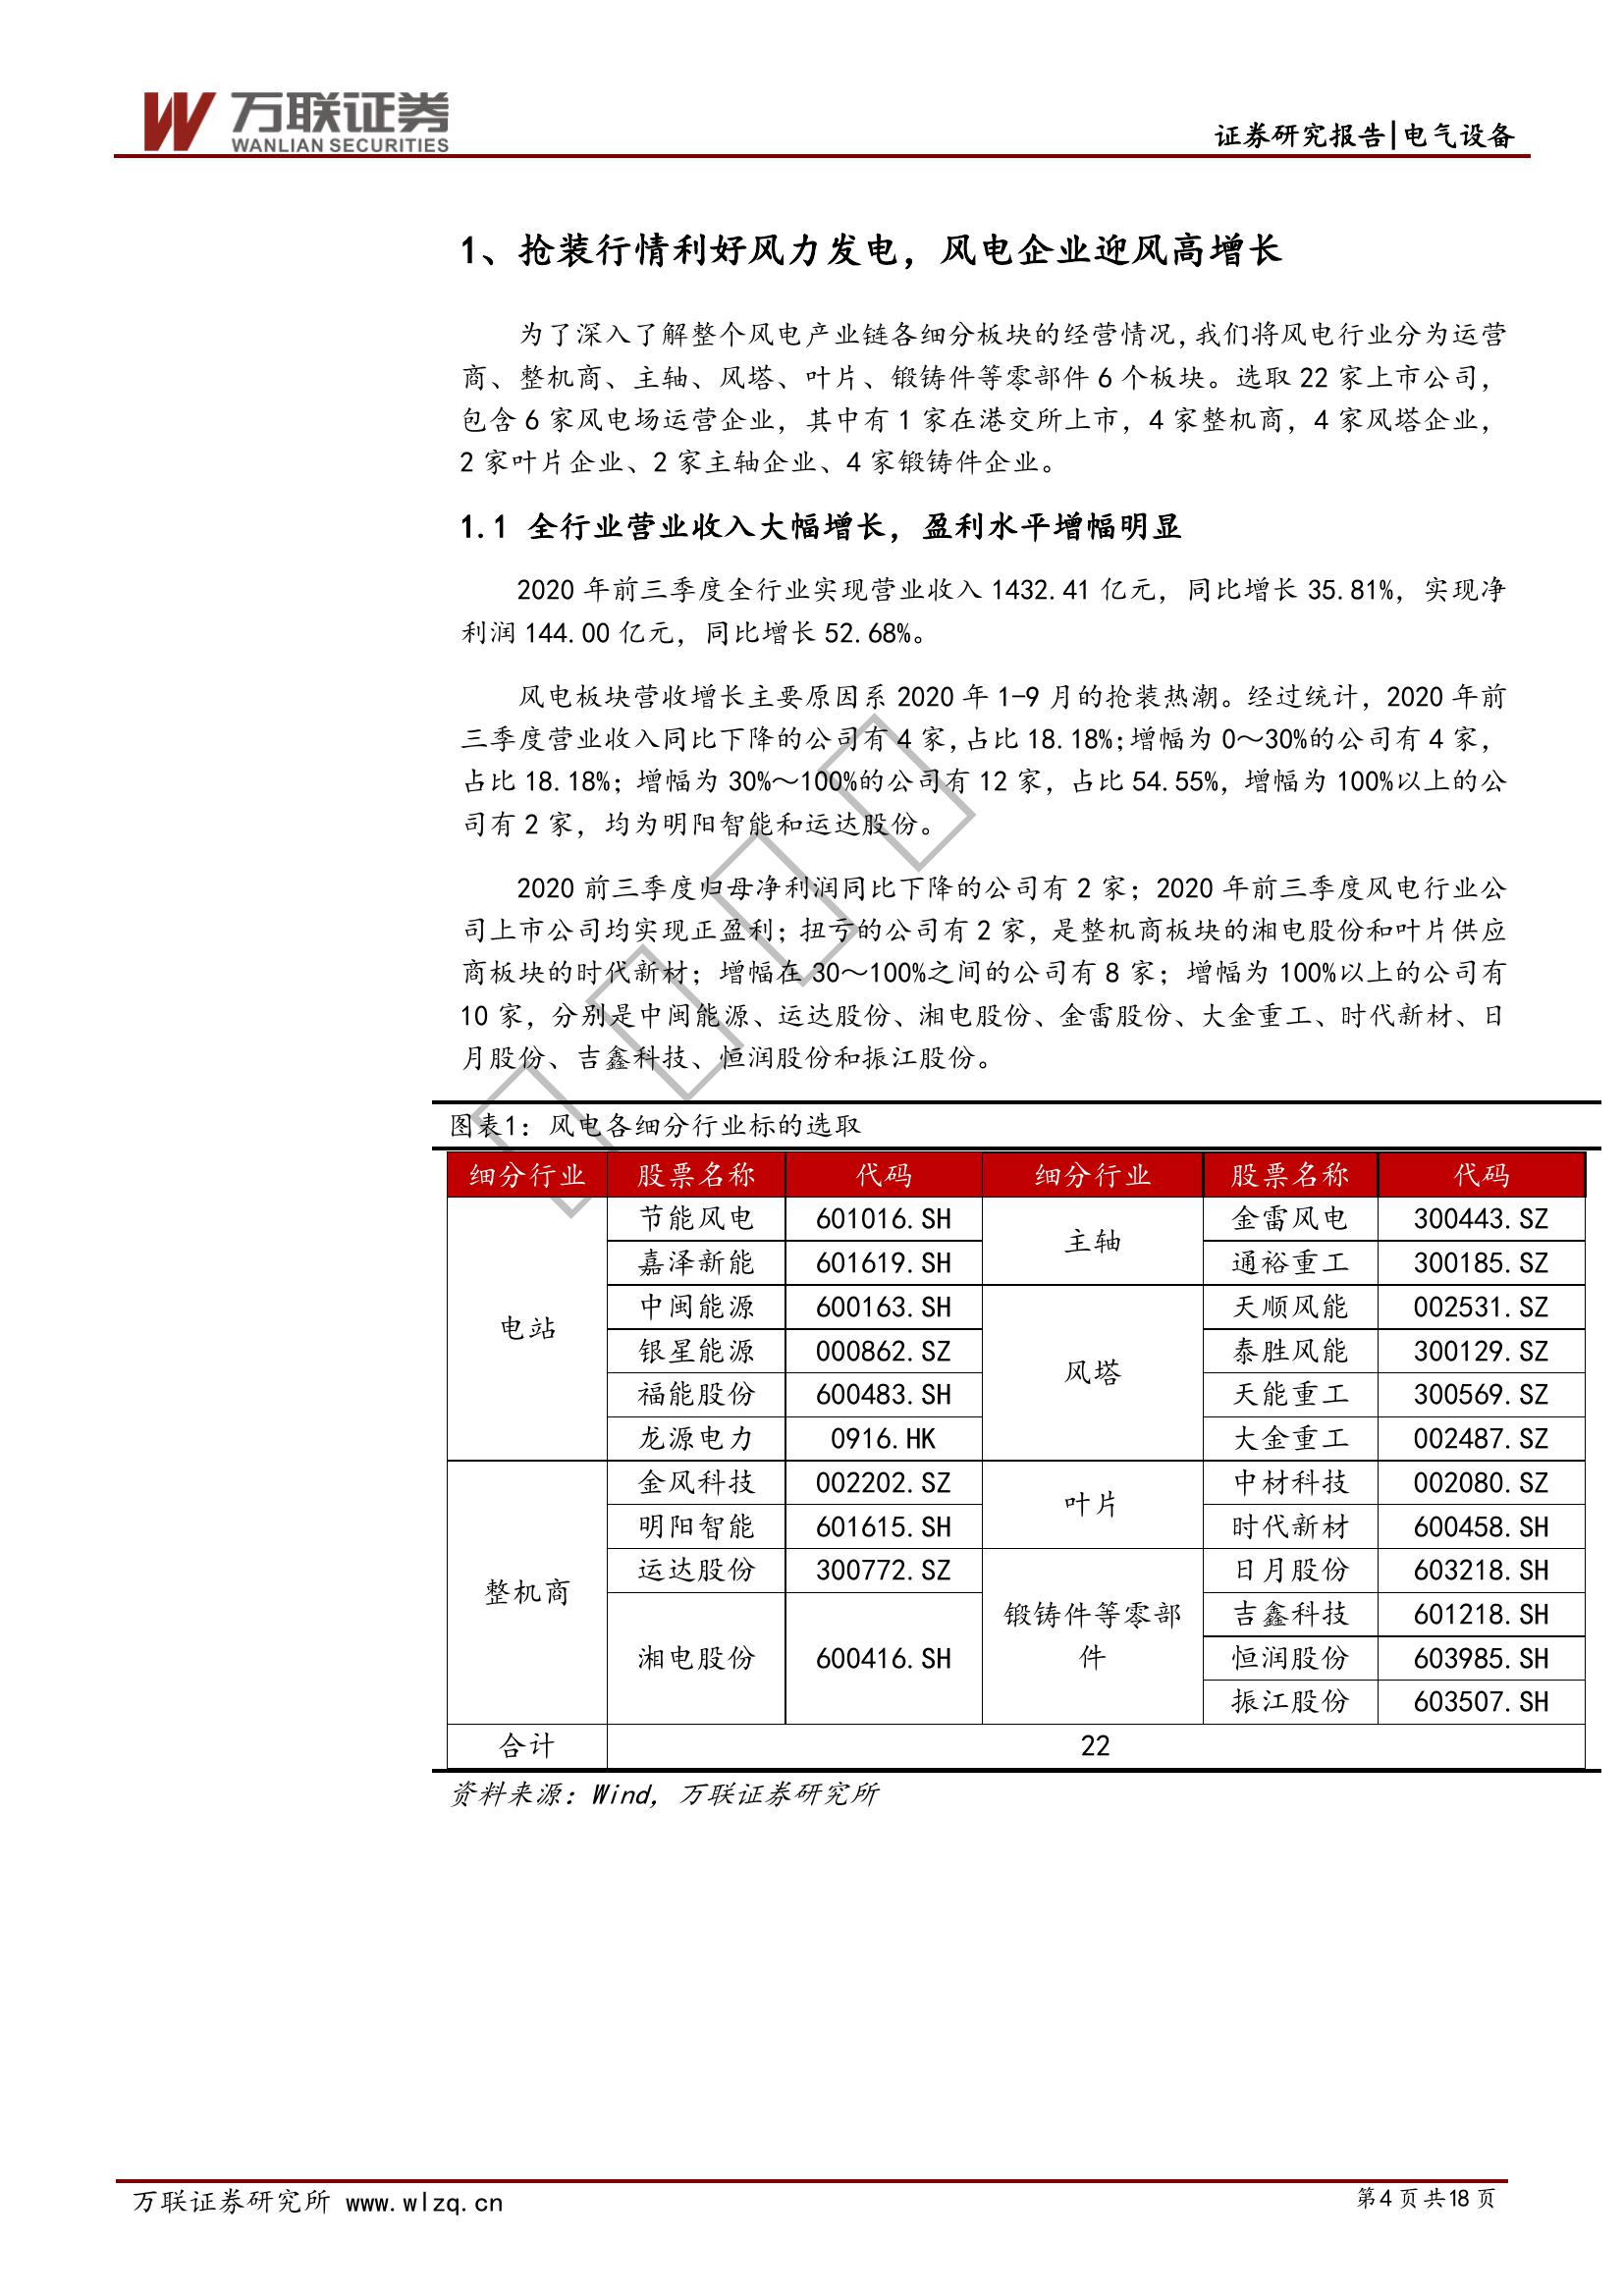 万联证券
WANLIAN SECURITIES
证券研究报告|电气设备
1、抢装行情利好风力发电，风电企业迎风高增长
为了深入了解整个风电产业链各细分板块的经营情况，我们将风电行业分为运营
商、整机商、主轴、风塔、叶片、锻铸件等零部件 6 个板块。选取 22 家上市公司，
包含 6 家风电场运营企业，其中有 1 家在港交所上市，4 家整机商，4 家风塔企业，
2 家叶片企业、2 家主轴企业、4 家锻铸件企业。
1.1 全行业营业收入大幅增长，盈利水平增幅明显
2020 年前三季度全行业实现营业收入 1432.41 亿元，同比增长 35.81%，实现净
利润 144.00 亿元，同比增长 52.68%。
风电板块营收增长主要原因系 2020 年 1-9 月的抢装热潮。经过统计，2020 年前
三季度营业收入同比下降的公司有 4 家，占比 18.18%；增幅为 0～30%的公司有 4 家，
占比 18.18%；增幅为 30%～100%的公司有 12 家，占比 54.55%，增幅为 100%以上的公
司有 2 家，均为明阳智能和运达股份。
2020 前三季度归母净利润同比下降的公司有 2 家；2020 年前三季度风电行业公
司上市公司均实现正盈利；扭亏的公司有 2 家，是整机商板块的湘电股份和叶片供应
商板块的时代新材；增幅在 30～100%之间的公司有 8 家；增幅为 100%以上的公司有
10 家，分别是中闽能源、运达股份、湘电股份、金雷股份、大金重工、时代新材、日
月股份、吉鑫科技、恒润股份和振江股份。
图表1：风电各细分行业标的选取
细分行业 股票名称 代码 细分行业 股票名称 代码
电站 节能风电 601016.SH 主轴 金雷风电 300443.SZ
嘉泽新能 601619.SH 通裕重工 300185.SZ
中闽能源 600163.SH 风塔 天顺风能 002531.SZ
银星能源 000862.SZ 泰胜风能 300129.SZ
福能股份 600483.SH 天能重工 300569.SZ
龙源电力 0916.HK 大金重工 002487.SZ
整机商 金风科技 002202.SZ 叶片 中材科技 002080.SZ
明阳智能 601615.SH 时代新材 600458.SH
运达股份 300772.SZ 锻铸件等零部件 日月股份 603218.SH
湘电股份 600416.SH 吉鑫科技 601218.SH
恒润股份 603985.SH
振江股份 603507.SH
合计 22
资料来源：Wind，万联证券研究所
万联证券研究所 www.wlzq.cn
第4 页 共18 页